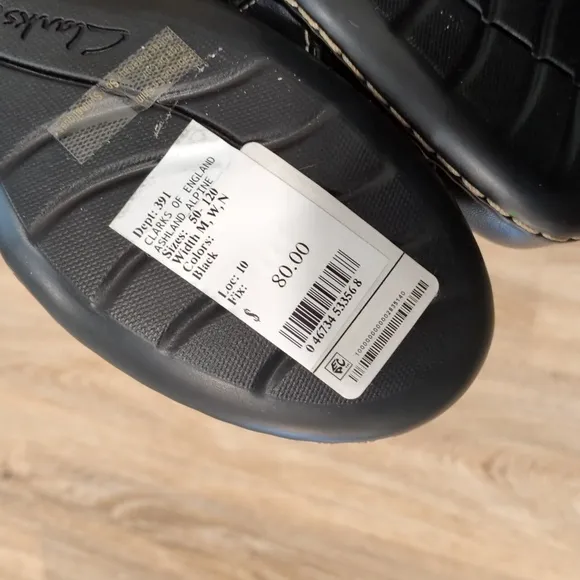 Clarks
Dept: 391
CLARKS OF ENGLAND
ASHLAND ALPINE
Sizes: 50- 120
Width M, W, N
Colors:
Black
Loc: 10
Fix:
$ 80.00
0 46734 53356 8